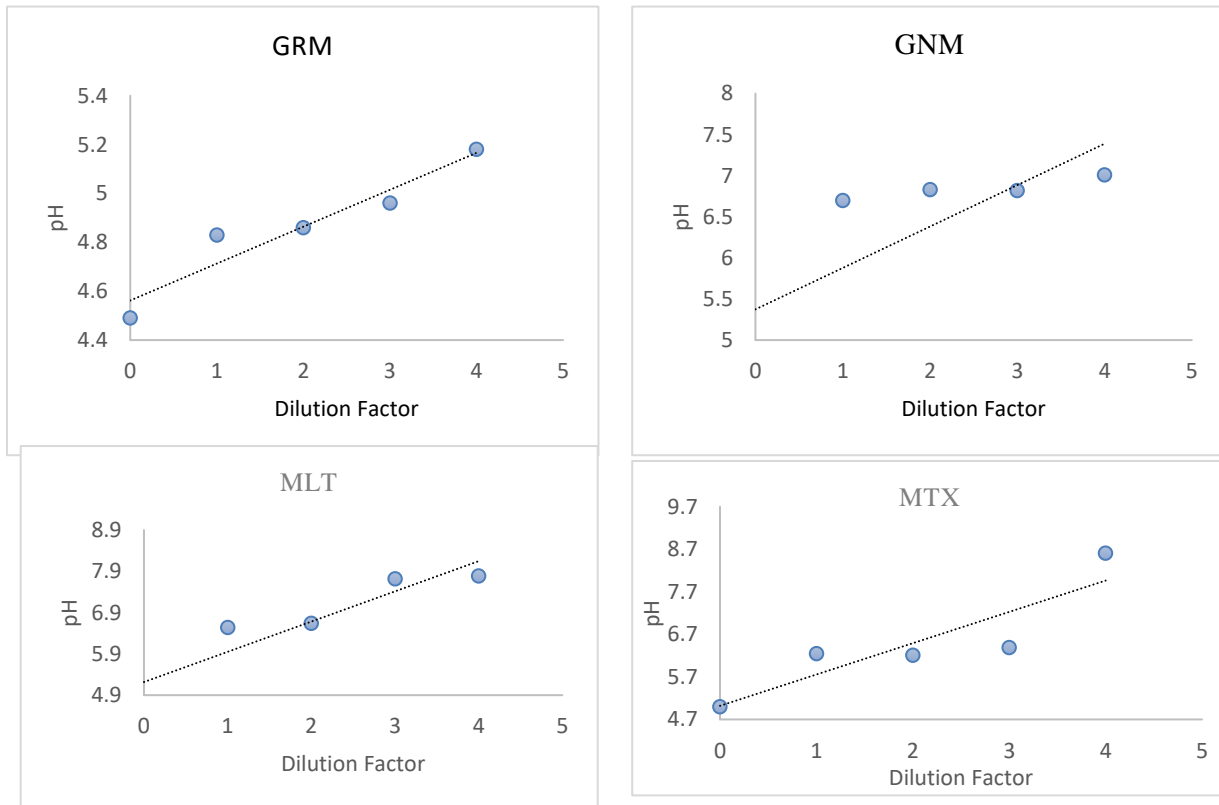 GRM
5.4
5.2
5
4.8
4.6
4.4
pH
0 1 2 3 4 5
Dilution Factor
GNM
8
7.5
7
6.5
6
5.5
5
pH
0 1 2 3 4 5
Dilution Factor
MLT
8.9
7.9
6.9
5.9
4.9
pH
0 1 2 3 4 5
Dilution Factor
MTX
9.7
8.7
7.7
6.7
5.7
4.7
pH
0 1 2 3 4 5
Dilution Factor